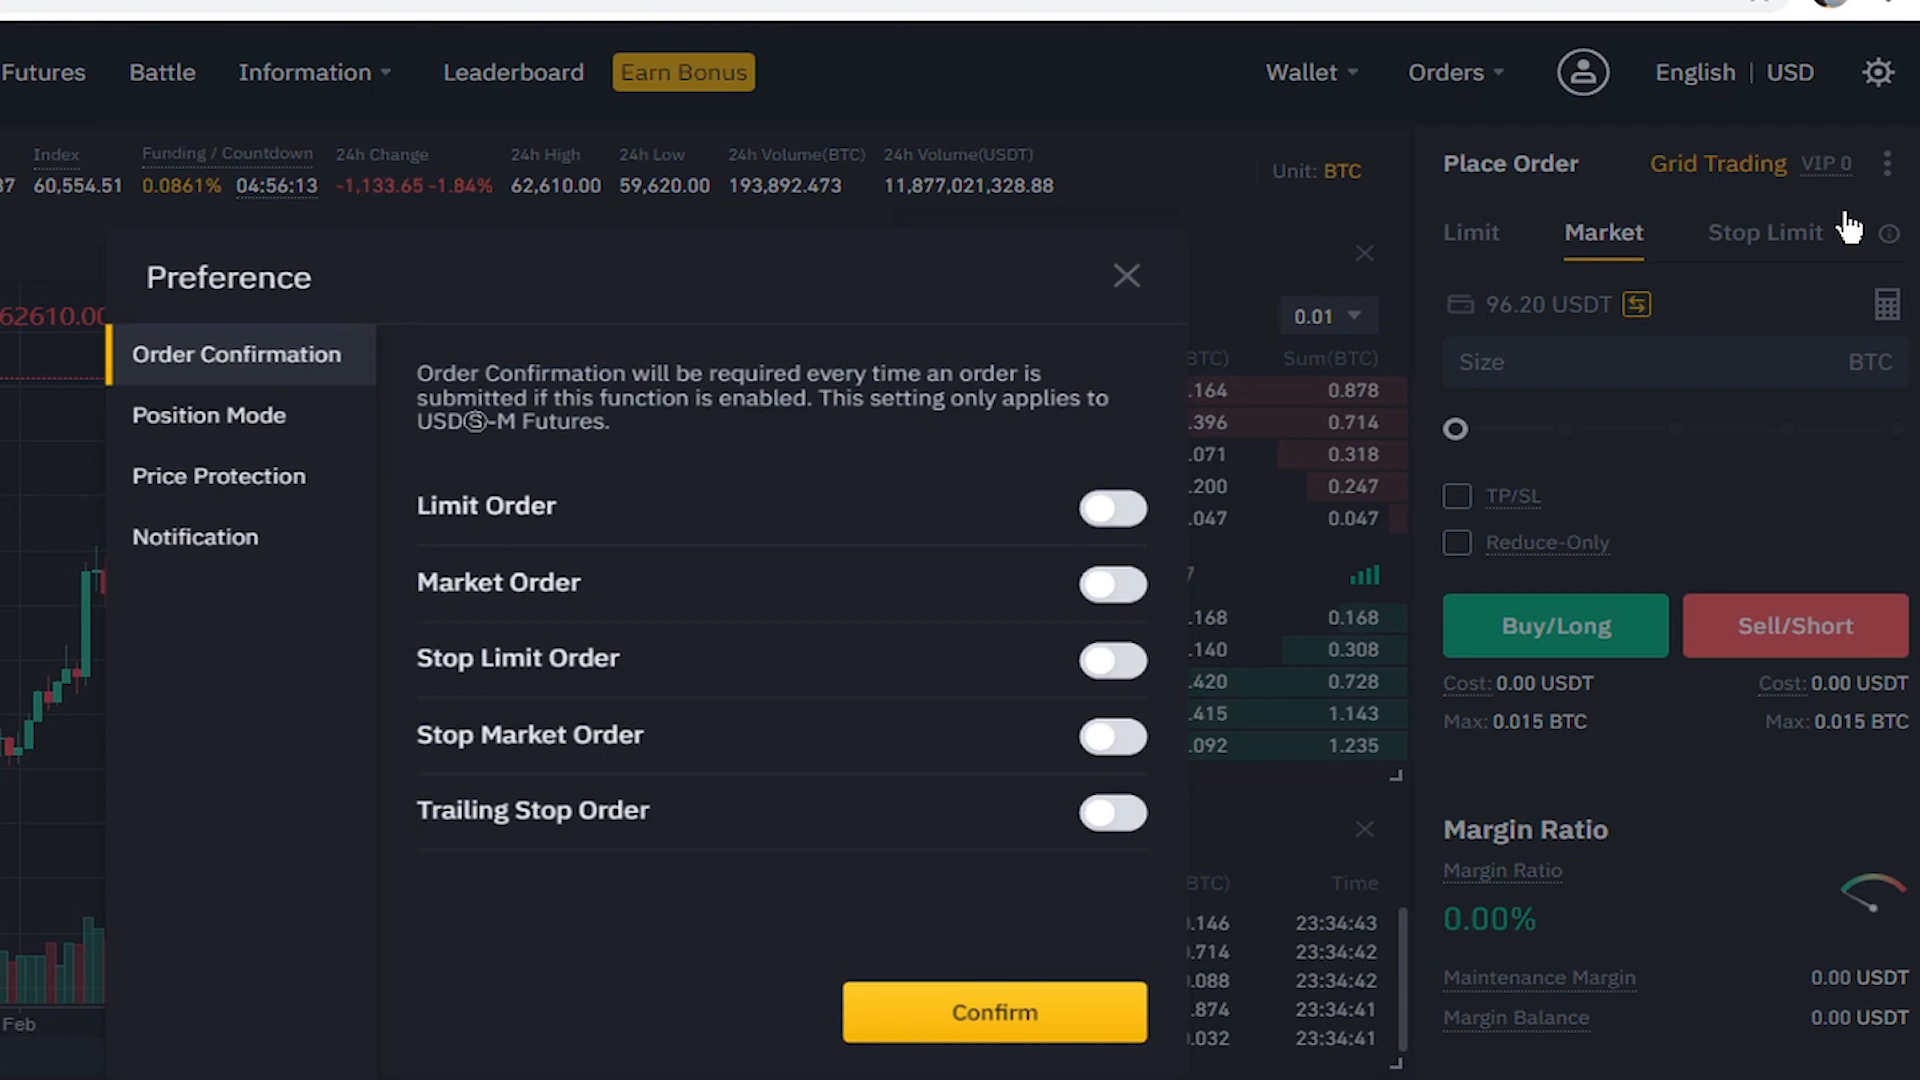 Futures Battle Information Leaderboard Earn Bonus Wallet Orders English | USD
Index Funding / Countdown 24h Change 24h High 24h Low 24h Volume(BTC) 24h Volume(USDT)
60,554.51 0.0861% 04:56:13 -1,133.65 -1.84% 62,610.00 59,620.00 193,892.473 11,877,021,328.88
Unit: BTC
Place Order Grid Trading VIP 0
Limit Market Stop Limit
96.20 USDT
Size BTC
TP/SL
Reduce-Only
Buy/Long Sell/Short
Cost: 0.00 USDT Cost: 0.00 USDT
Max: 0.015 BTC Max: 0.015 BTC
Margin Ratio
Margin Ratio
0.00%
Maintenance Margin 0.00 USDT
Margin Balance 0.00 USDT
Preference
Order Confirmation
Position Mode
Price Protection
Notification
Order Confirmation will be required every time an order is
submitted if this function is enabled. This setting only applies to
USDⓈ-M Futures.
Limit Order
Market Order
Stop Limit Order
Stop Market Order
Trailing Stop Order
Confirm
62610.00
Feb
0.01
BTC) Sum(BTC)
.164 0.878
.396 0.714
.071 0.318
.200 0.247
.047 0.047
7
.168 0.168
.140 0.308
.420 0.728
.415 1.143
.092 1.235
BTC) Time
.146 23:34:43
.714 23:34:42
.088 23:34:42
.874 23:34:41
.032 23:34:41